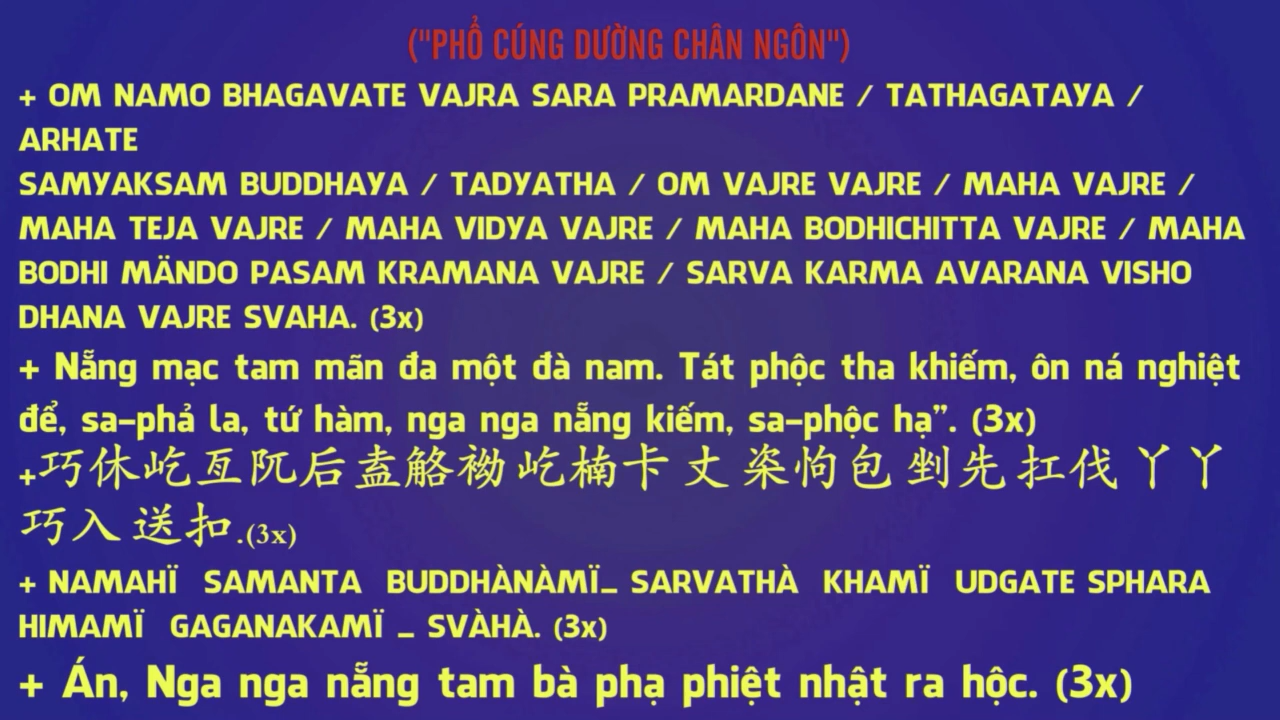 ("PHỔ CÚNG DƯỜNG CHÂN NGÔN")
+ OM NAMO BHAGAVATE VAJRA SARA PRAMARDANE / TATHAGATAYA /
ARHATE
SAMYAKSAM BUDDHAYA / TADYATHA / OM VAJRE VAJRE / MAHA VAJRE /
MAHA TEJA VAJRE / MAHA VIDYA VAJRE / MAHA BODHICHITTA VAJRE / MAHA
BODHI MÄNDO PASAM KRAMANA VAJRE / SARVA KARMA AVARANA VISHO
DHANA VAJRE SVAHA. (3x)
+ Nẵng mạc tam mãn đa một đà nam. Tát phộc tha khiếm, ôn ná nghiệt
để, sa-phả la, tứ hàm, nga nga nẵng kiếm, sa-phộc hạ”. (3x)
+巧休屹亙阢后盍觡袎 屹楠卡 丈 桼怐包 剉先 扛伐 丫丫
巧入 送扣.(3x)
+ NAMAHÏ SAMANTA BUDDHÀNÀMÏ_ SARVATHÀ KHAMÏ UDGATE SPHARA
HIMAMÏ GAGANAKAMÏ _ SVÀHÀ. (3x)
+ Án, Nga nga nẵng tam bà phạ phiệt nhật ra hộc. (3x)